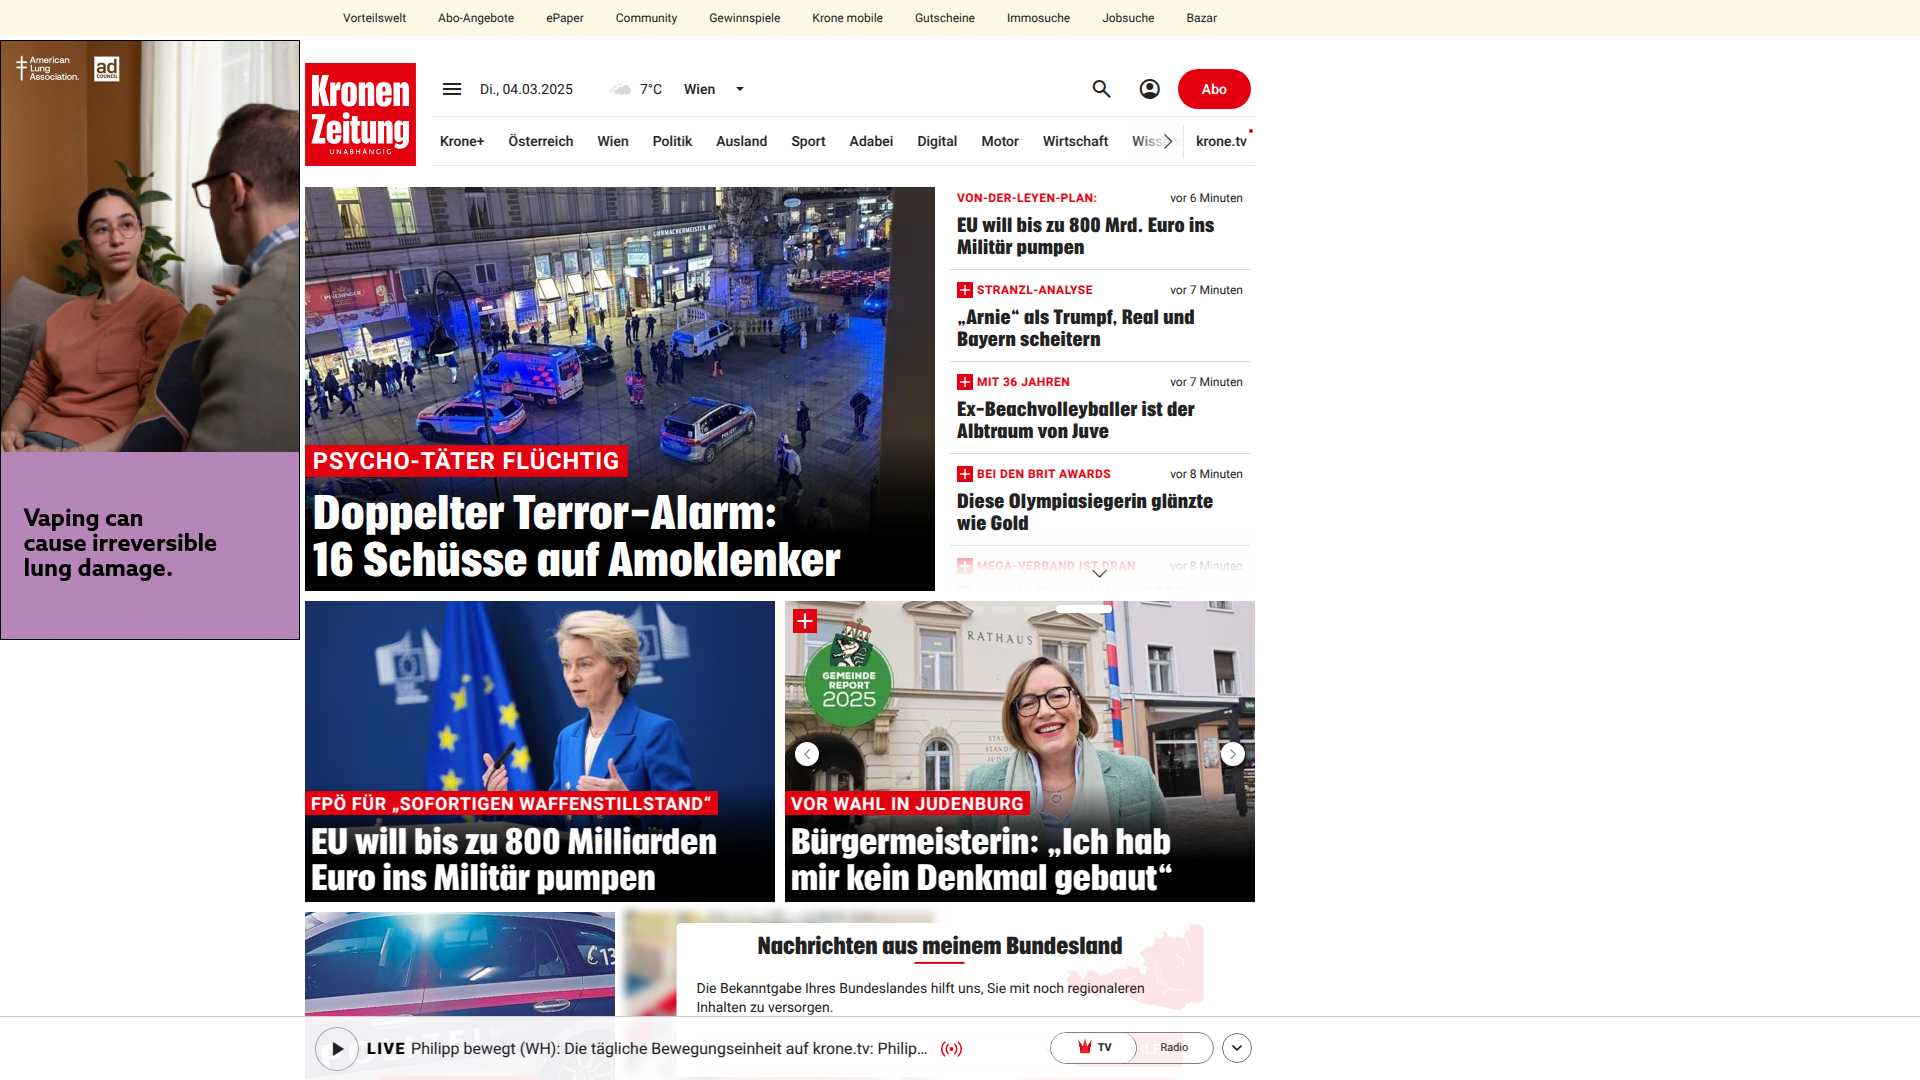 Vorteilswelt Abo-Angebote ePaper Community Gewinnspiele Krone mobile Gutscheine Immosuche Jobsuche Bazar
American
Lung
Association.
ad
COUNCIL
Vaping can
cause irreversible
lung damage.
Kronen
Zeitung
UNABHÄNGIG
Di., 04.03.2025 7°C Wien
Abo
Krone+ Österreich Wien Politik Ausland Sport Adabei Digital Motor Wirtschaft krone.tv
PSYCHO-TÄTER FLÜCHTIG
Doppelter Terror-Alarm:
16 Schüsse auf Amoklenker
VON-DER-LEYEN-PLAN: vor 6 Minuten
EU will bis zu 800 Mrd. Euro ins
Militär pumpen
STRANZL-ANALYSE vor 7 Minuten
„Arnie“ als Trumpf, Real und
Bayern scheitern
MIT 36 JAHREN vor 7 Minuten
Ex-Beachvolleyballer ist der
Albtraum von Juve
BEI DEN BRIT AWARDS vor 8 Minuten
Diese Olympiasiegerin glänzte
wie Gold
MEGA-VERBAND IST DRAN vor 8 Minuten
FPÖ FÜR „SOFORTIGEN WAFFENSTILLSTAND“
EU will bis zu 800 Milliarden
Euro ins Militär pumpen
RATHAUS
GEMEINDE
REPORT
2025
VOR WAHL IN JUDENBURG
Bürgermeisterin: „Ich hab
mir kein Denkmal gebaut“
Nachrichten aus meinem Bundesland
Die Bekanntgabe Ihres Bundeslandes hilft uns, Sie mit noch regionaleren
Inhalten zu versorgen.
LIVE Philipp bewegt (WH): Die tägliche Bewegungseinheit auf krone.tv: Philip...
TV Radio